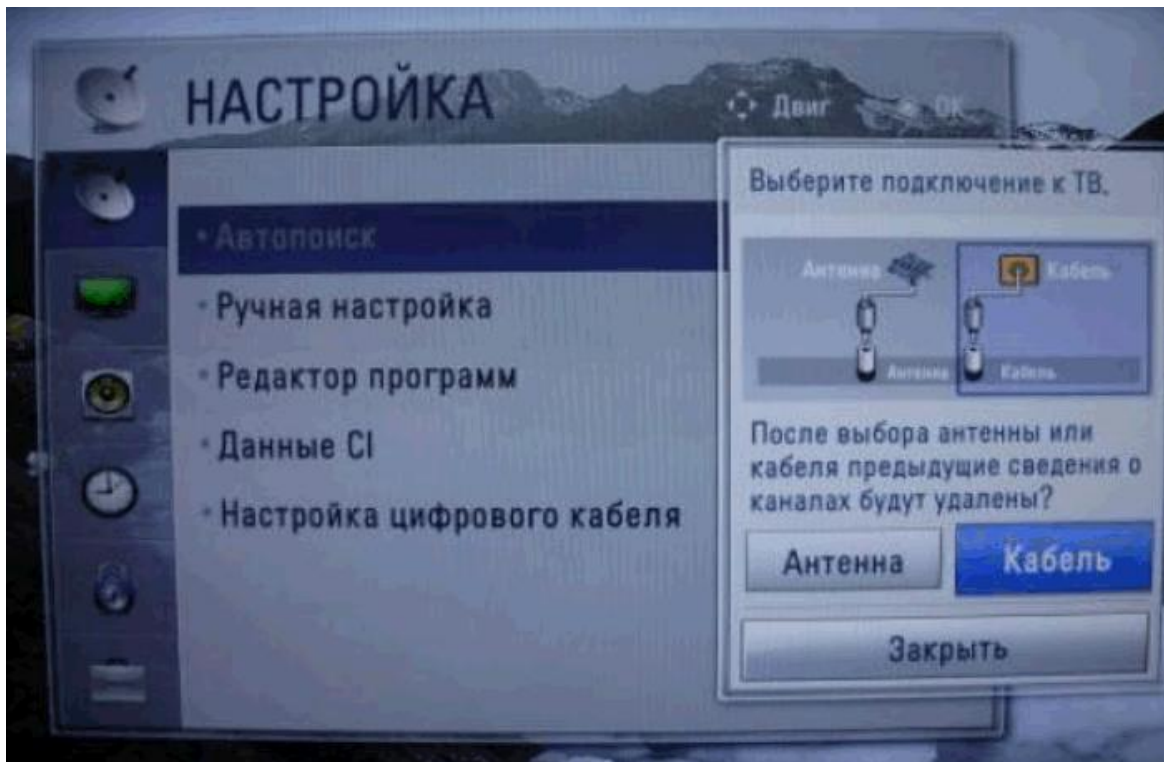 НАСТРОЙКА
Двиг
ОК
• Автопоиск
• Ручная настройка
• Редактор программ
• Данные CI
• Настройка цифрового кабеля
Выберите подключение к ТВ.
Антенна
Кабель
Антенна
Кабель
После выбора антенны или
кабеля предыдущие сведения о
каналах будут удалены?
Антенна
Кабель
Закрыть